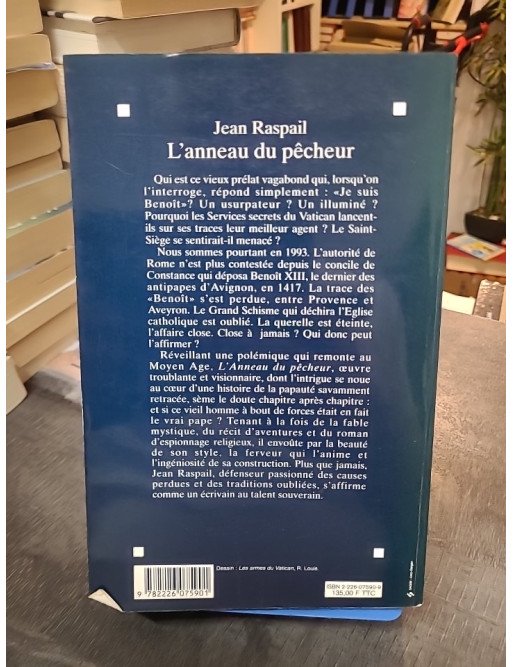 Jean Raspail
L'anneau du pêcheur
Qui est ce vieux prélat vagabond qui, lorsqu'on
l'interroge, répond simplement : «Je suis
Benoît»? Un usurpateur ? Un illuminé ?
Pourquoi les Services secrets du Vatican lancent-
ils sur ses traces leur meilleur agent ? Le Saint-
Siège se sentirait-il menacé ?
Nous sommes pourtant en 1993. L'autorité de
Rome n'est plus contestée depuis le concile de
Constance qui déposa Benoît XIII, le dernier des
antipapes d'Avignon, en 1417. La trace des
«Benoît» s'est perdue, entre Provence et
Aveyron. Le Grand Schisme qui déchira l'Eglise
catholique est oublié. La querelle est éteinte,
l'affaire close. Close à jamais ? Qui donc peut
l'affirmer ?
Réveillant une polémique qui remonte au
Moyen Age, L'Anneau du pêcheur, œuvre
troublante et visionnaire, dont l'intrigue se noue
au cœur d'une histoire de la papauté savamment
retracée, sème le doute chapitre après chapitre :
et si ce vieil homme à bout de forces était en fait
le vrai pape ? Tenant à la fois de la fable
mystique, du récit d'aventures et du roman
d'espionnage religieux, il envoûte par la beauté
de son style, la ferveur qui l'anime et
l'ingéniosité de sa construction. Plus que jamais,
Jean Raspail, défenseur passionné des causes
perdues et des traditions oubliées, s'affirme
comme un écrivain au talent souverain.
Dessin : Les armes du Vatican, R. Louis.
9 782226 075901
ISBN 2-226-07590-9
135,00 F TTC